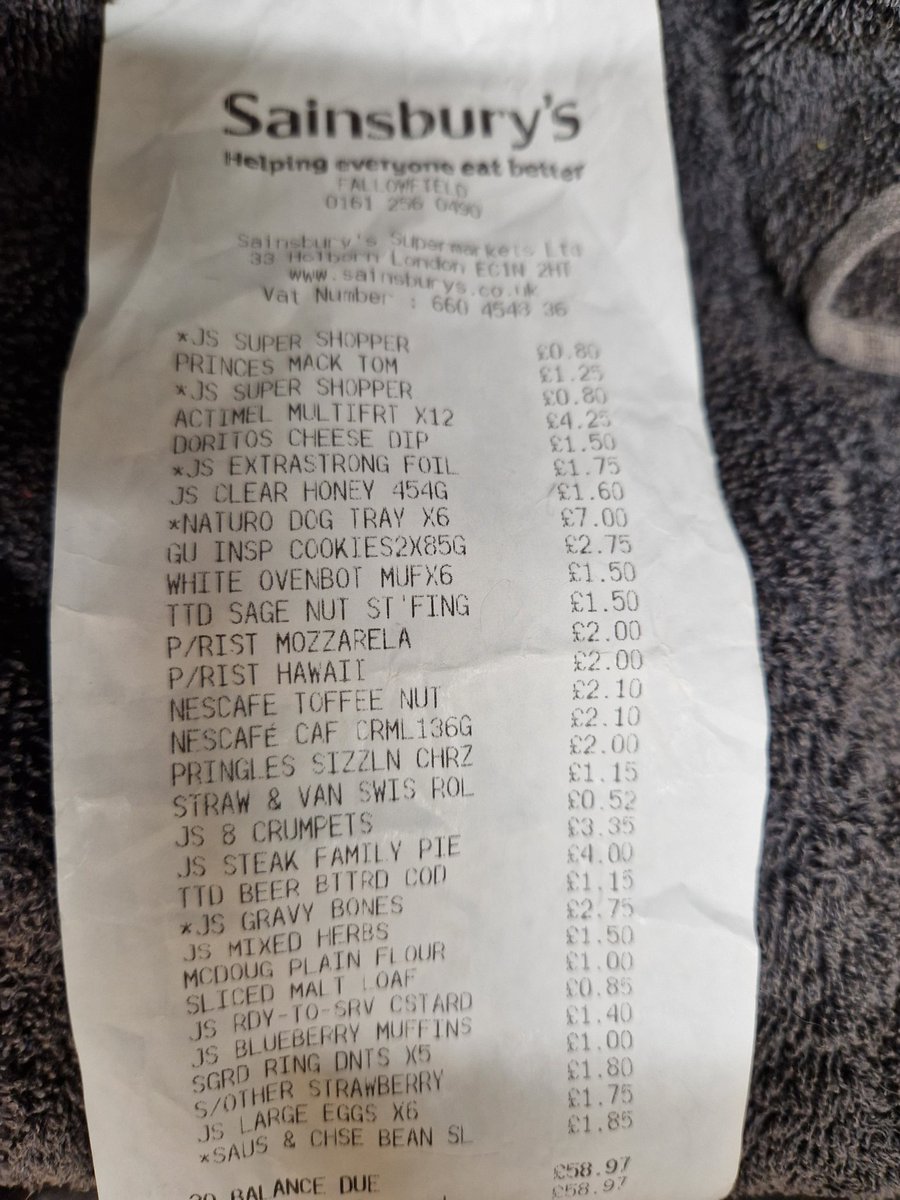 Sainsbury's
Helping everyone eat better
FALLOWFIELD
0161 256 0490
Sainsbury's Supermarkets Ltd
33 Holborn London EC1N 2HT
www.sainsburys.co.uk
Vat Number : 660 4548 36
*JS SUPER SHOPPER £0.80
PRINCES MACK TOM £1.25
*JS SUPER SHOPPER £0.80
ACTIMEL MULTIFRT X12 £4.25
DORITOS CHEESE DIP £1.50
*JS EXTRASTRONG FOIL £1.75
JS CLEAR HONEY 454G £1.60
*NATURO DOG TRAY X6 £7.00
GU INSP COOKIES2X85G £2.75
WHITE OVENBOT MUFX6 £1.50
TTD SAGE NUT ST'FING £1.50
P/RIST MOZZARELA £2.00
P/RIST HAWAII £2.00
NESCAFE TOFFEE NUT £2.10
NESCAFÉ CAF CRML136G £2.10
PRINGLES SIZZLN CHRZ £2.00
STRAW & VAN SWIS ROL £1.15
JS 8 CRUMPETS £0.52
JS STEAK FAMILY PIE £3.35
TTD BEER BTTRD COD £4.00
*JS GRAVY BONES £1.15
JS MIXED HERBS £2.75
MCDOUG PLAIN FLOUR £1.50
SLICED MALT LOAF £1.00
JS RDY-TO-SRV CSTARD £0.85
JS BLUEBERRY MUFFINS £1.40
SGRD RING DNTS X5 £1.00
S/OTHER STRAWBERRY £1.80
JS LARGE EGGS X6 £1.75
*SAUS & CHSE BEAN SL £1.85
BALANCE DUE £58.97
£58.97